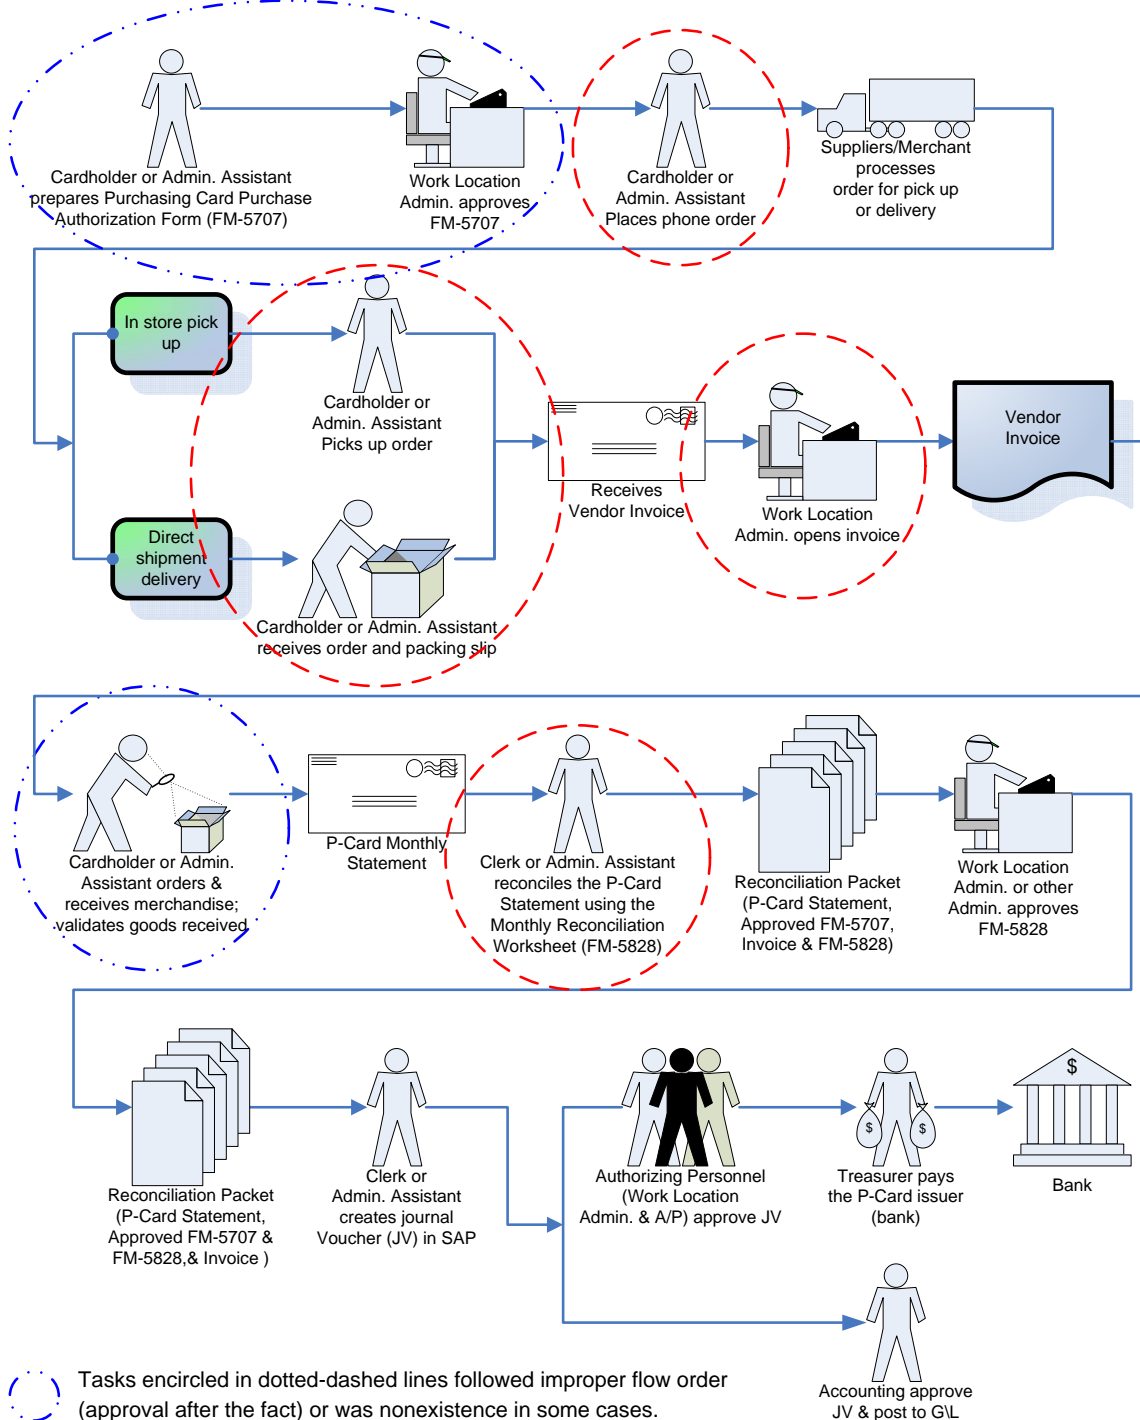 Cardholder or Admin. Assistant
prepares Purchasing Card Purchase
Authorization Form (FM-5707)
Work Location
Admin. approves
FM-5707
Cardholder or
Admin. Assistant
Places phone order
Suppliers/Merchant
processes
order for pick up
or delivery
In store pick
up
Cardholder or
Admin. Assistant
Picks up order
Direct
shipment
delivery
Cardholder or Admin. Assistant
receives order and packing slip
Receives
Vendor Invoice
Work Location
Admin. opens invoice
Vendor
Invoice
Cardholder or Admin.
Assistant orders &
receives merchandise;
validates goods received
P-Card Monthly
Statement
Clerk or Admin. Assistant
reconciles the P-Card
Statement using the
Monthly Reconciliation
Worksheet (FM-5828)
Reconciliation Packet
(P-Card Statement,
Approved FM-5707,
Invoice & FM-5828)
Work Location
Admin. or other
Admin. approves
FM-5828
Reconciliation Packet
(P-Card Statement,
Approved FM-5707 &
FM-5828,& Invoice )
Clerk or
Admin. Assistant
creates journal
Voucher (JV) in SAP
Authorizing Personnel
(Work Location
Admin. & A/P) approve JV
$
$
Treasurer pays
the P-Card issuer
(bank)
$
Bank
Accounting approve
JV & post to G\L
Tasks encircled in dotted-dashed lines followed improper flow order
(approval after the fact) or was nonexistence in some cases.